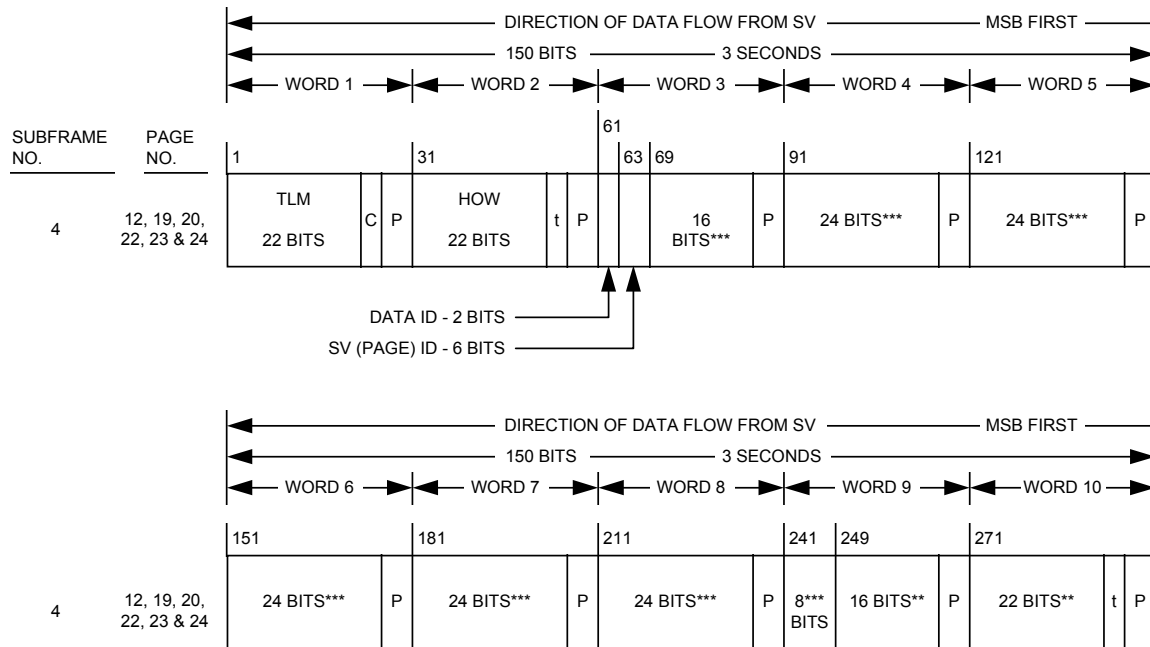 DIRECTION OF DATA FLOW FROM SV MSB FIRST
150 BITS 3 SECONDS
WORD 1 WORD 2 WORD 3 WORD 4 WORD 5
SUBFRAME NO. PAGE NO.
1 31 61 63 69 91 121
4
12, 19, 20,
22, 23 & 24
TLM
22 BITS
C
P
HOW
22 BITS
t
P
16
BITS***
P
24 BITS***
P
24 BITS***
P
DATA ID - 2 BITS
SV (PAGE) ID - 6 BITS
DIRECTION OF DATA FLOW FROM SV MSB FIRST
150 BITS 3 SECONDS
WORD 6 WORD 7 WORD 8 WORD 9 WORD 10
151 181 211 241 249 271
4
12, 19, 20,
22, 23 & 24
24 BITS***
P
24 BITS***
P
24 BITS***
P
8***
BITS
16 BITS**
P
22 BITS**
t
P